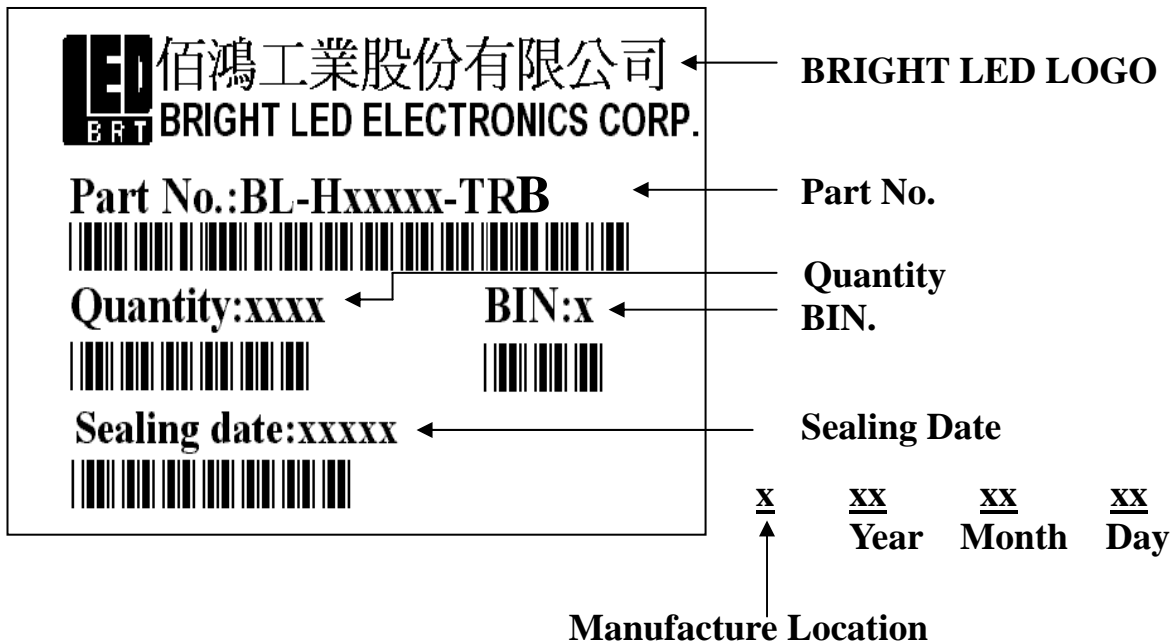 LED 佰鴻工業股份有限公司 BRIGHT LED LOGO
BRT BRIGHT LED ELECTRONICS CORP.
Part No.:BL-Hxxxxx-TRB Part No.
Quantity
Quantity:xxxx BIN:x BIN.
Sealing date:xxxxx Sealing Date
x xx xx xx
Year Month Day
Manufacture Location